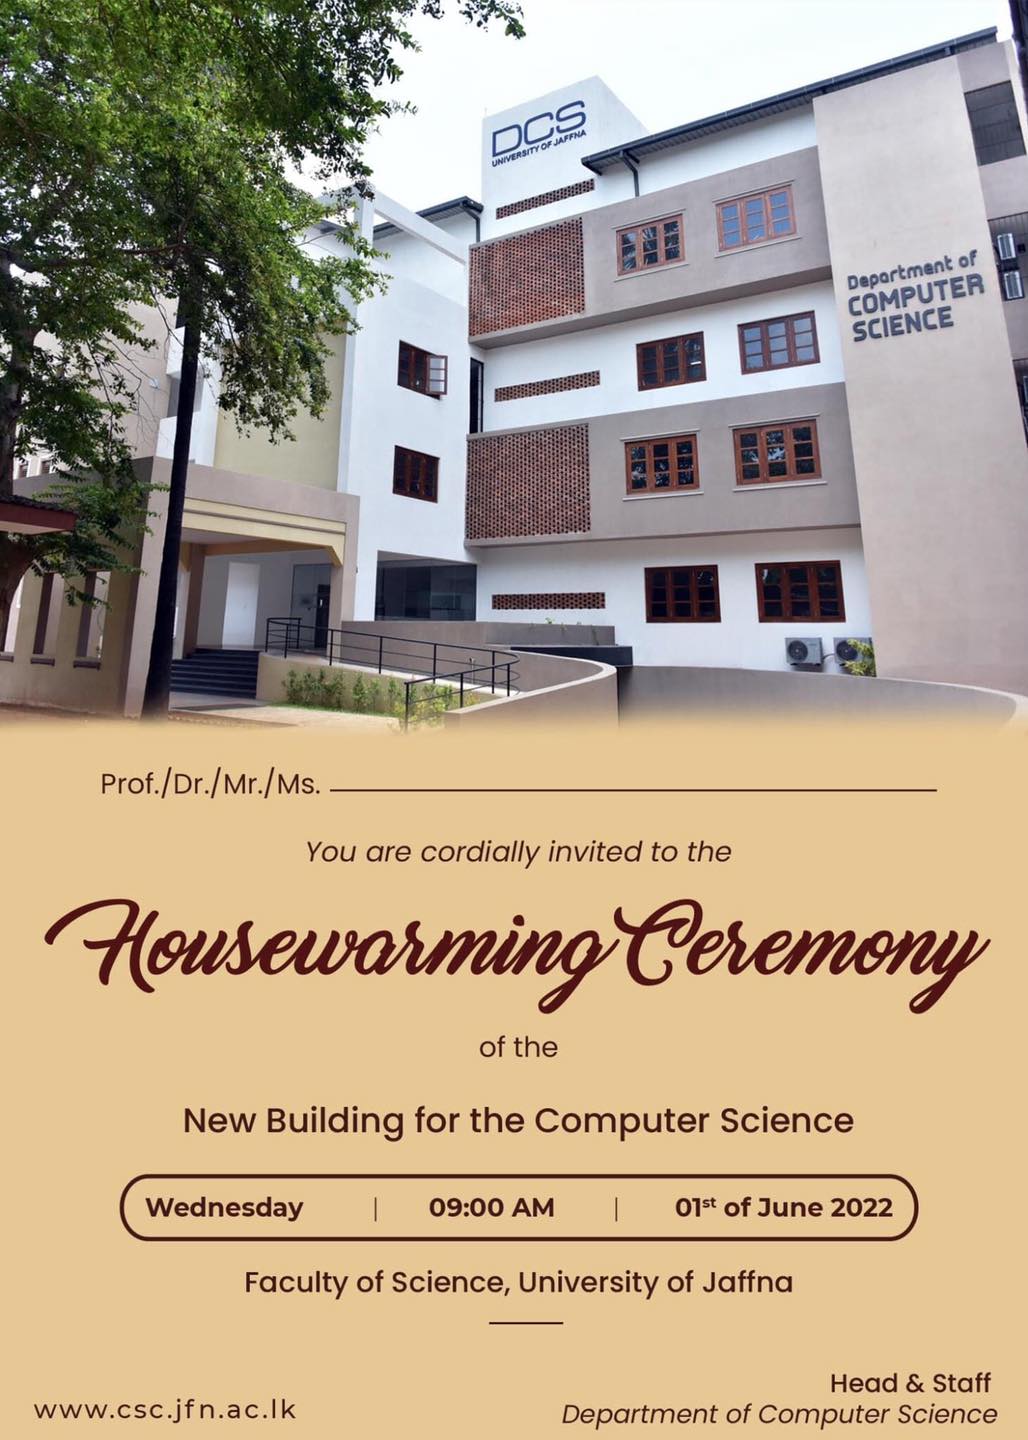 DCS
UNIVERSITY OF JAFFNA
Department of
COMPUTER
SCIENCE
Prof./Dr./Mr./Ms.
You are cordially invited to the
Housewarming Ceremony
of the
New Building for the Computer Science
Wednesday | 09:00 AM | 01st of June 2022
Faculty of Science, University of Jaffna
Head & Staff
www.csc.jfn.ac.lk
Department of Computer Science